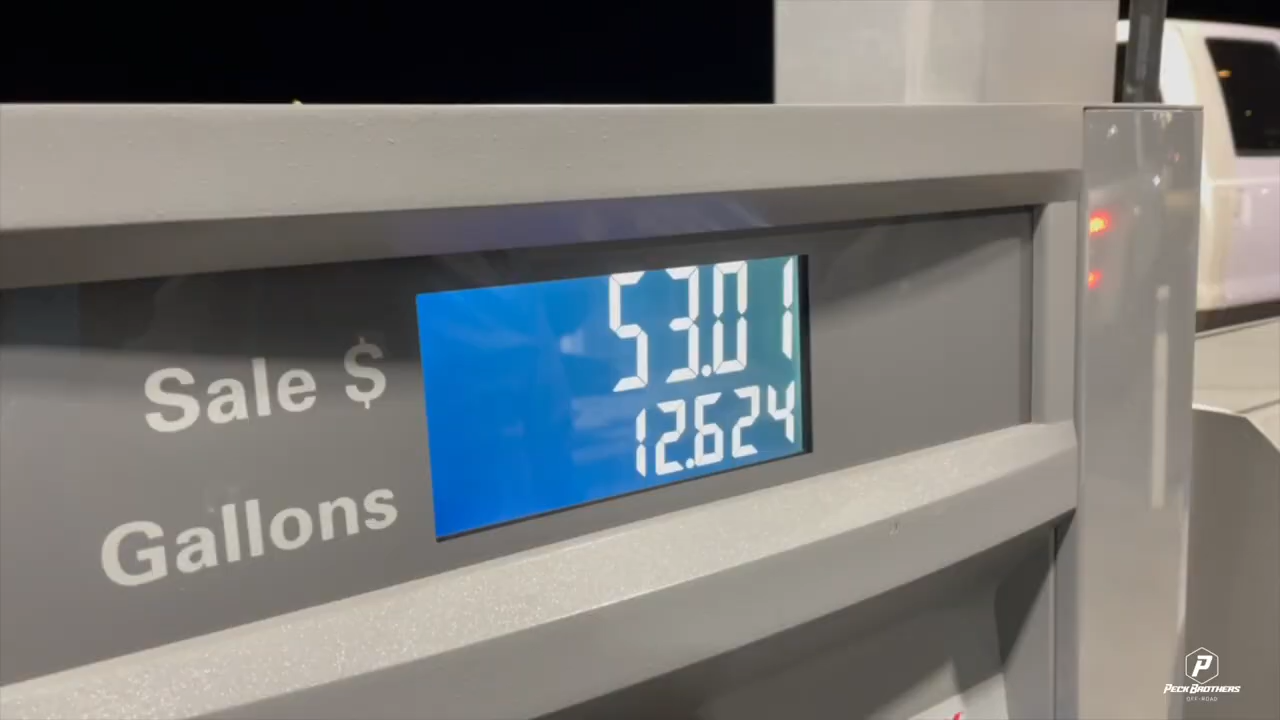 53.01
Sale $
12.624
Gallons
P
PECK BROTHERS
OFF-ROAD